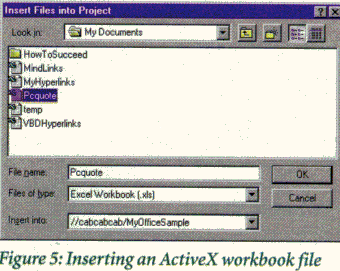 Insert Files into Project
Look in:
My Documents
HowToSucceed
MindLinks
MyHyperlinks
Pcquote
temp
VBDHyperlinks
File name:
Pcquote
OK
Files of type:
Excel Workbook (.xls)
Cancel
Insert into:
//cabcabcab/MyOfficeSample
Figure 5: Inserting an ActiveX workbook file